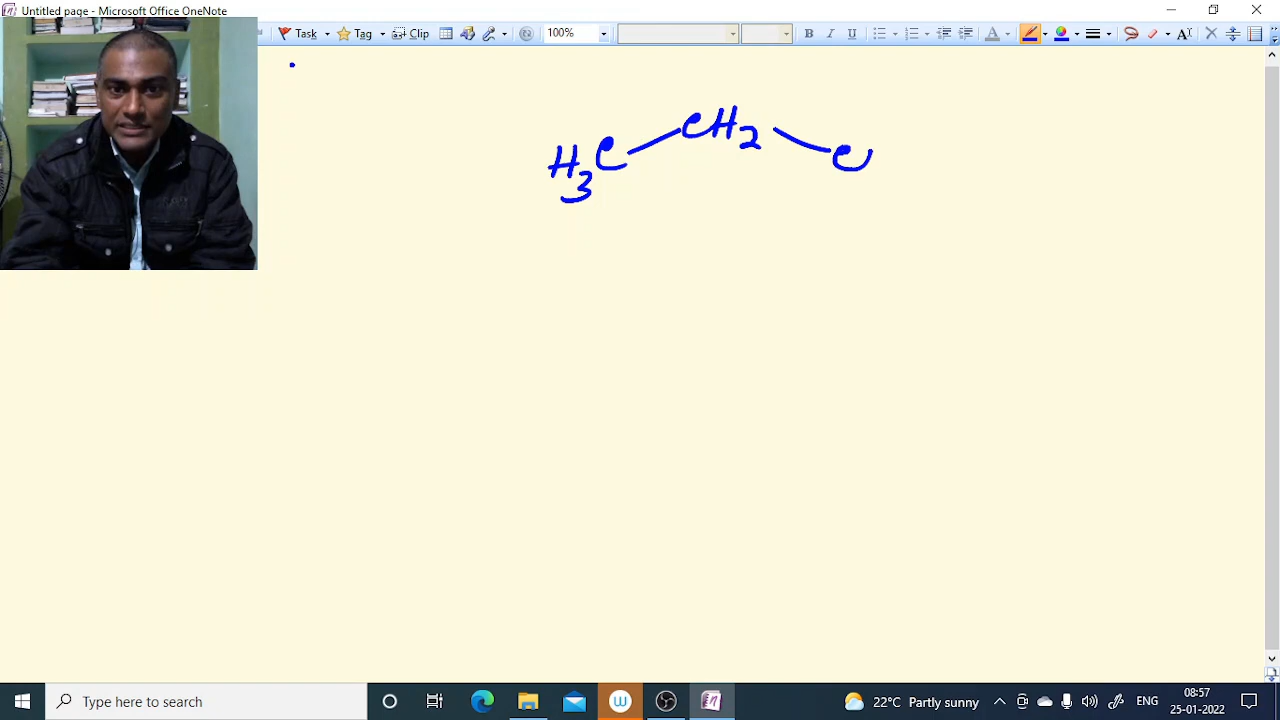 Untitled page - Microsoft Office OneNote
Task Tag Clip 100% B I U A A
H3C CH2 C
Type here to search
W
22°C Partly sunny ENG 08:57
25-01-2022